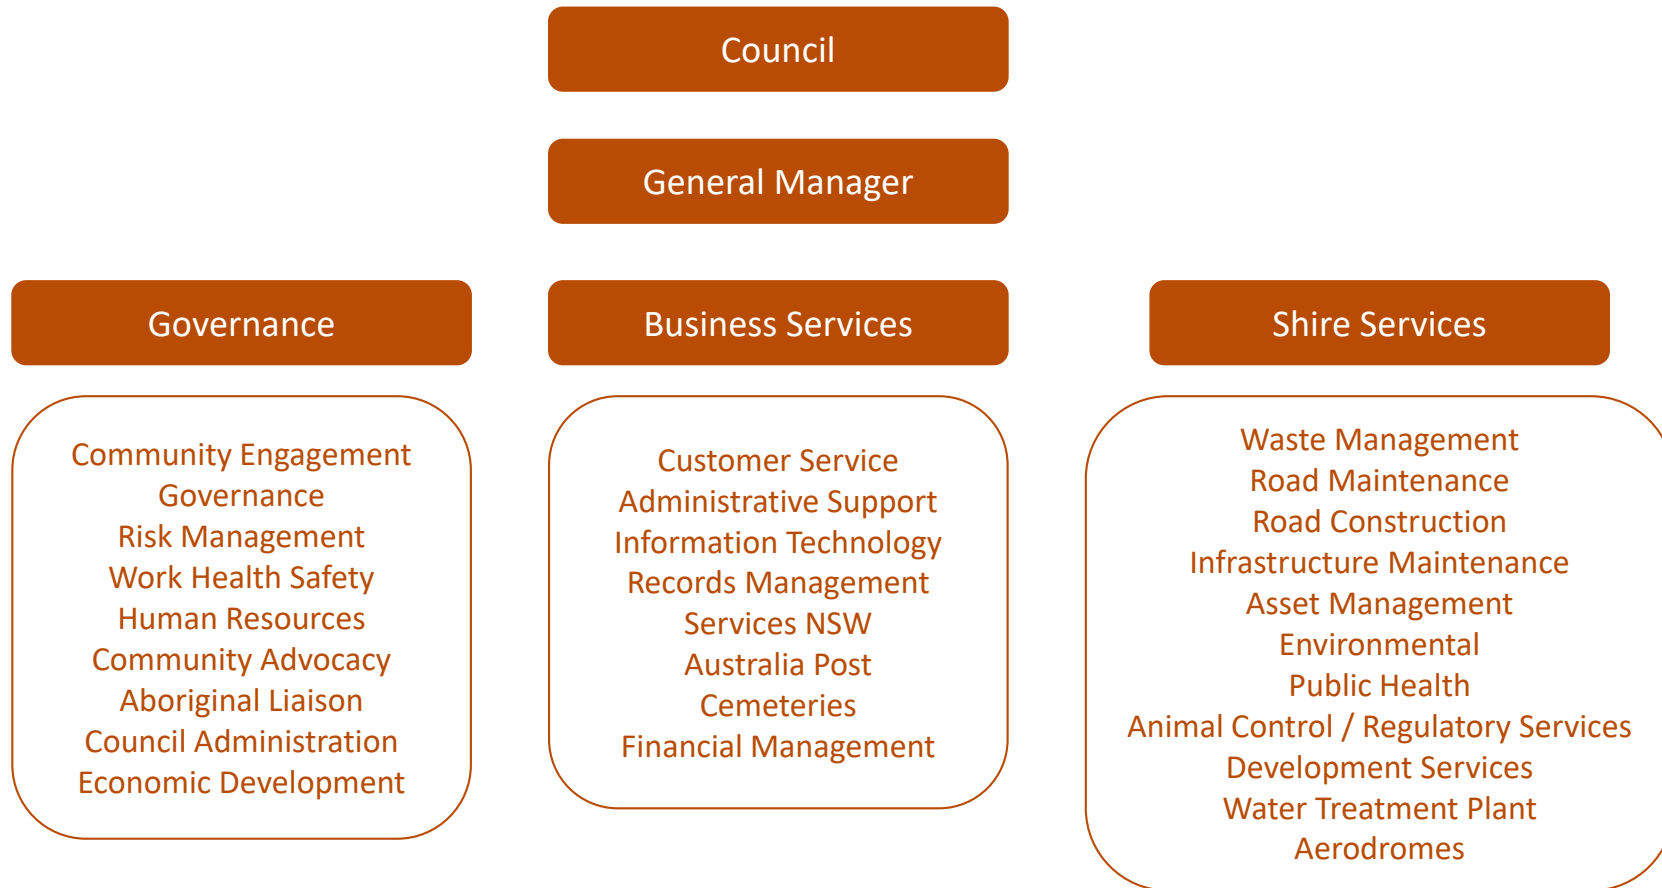 Council
General Manager
Governance
Business Services
Shire Services
Community Engagement
Governance
Risk Management
Work Health Safety
Human Resources
Community Advocacy
Aboriginal Liaison
Council Administration
Economic Development
Customer Service
Administrative Support
Information Technology
Records Management
Services NSW
Australia Post
Cemeteries
Financial Management
Waste Management
Road Maintenance
Road Construction
Infrastructure Maintenance
Asset Management
Environmental
Public Health
Animal Control / Regulatory Services
Development Services
Water Treatment Plant
Aerodromes